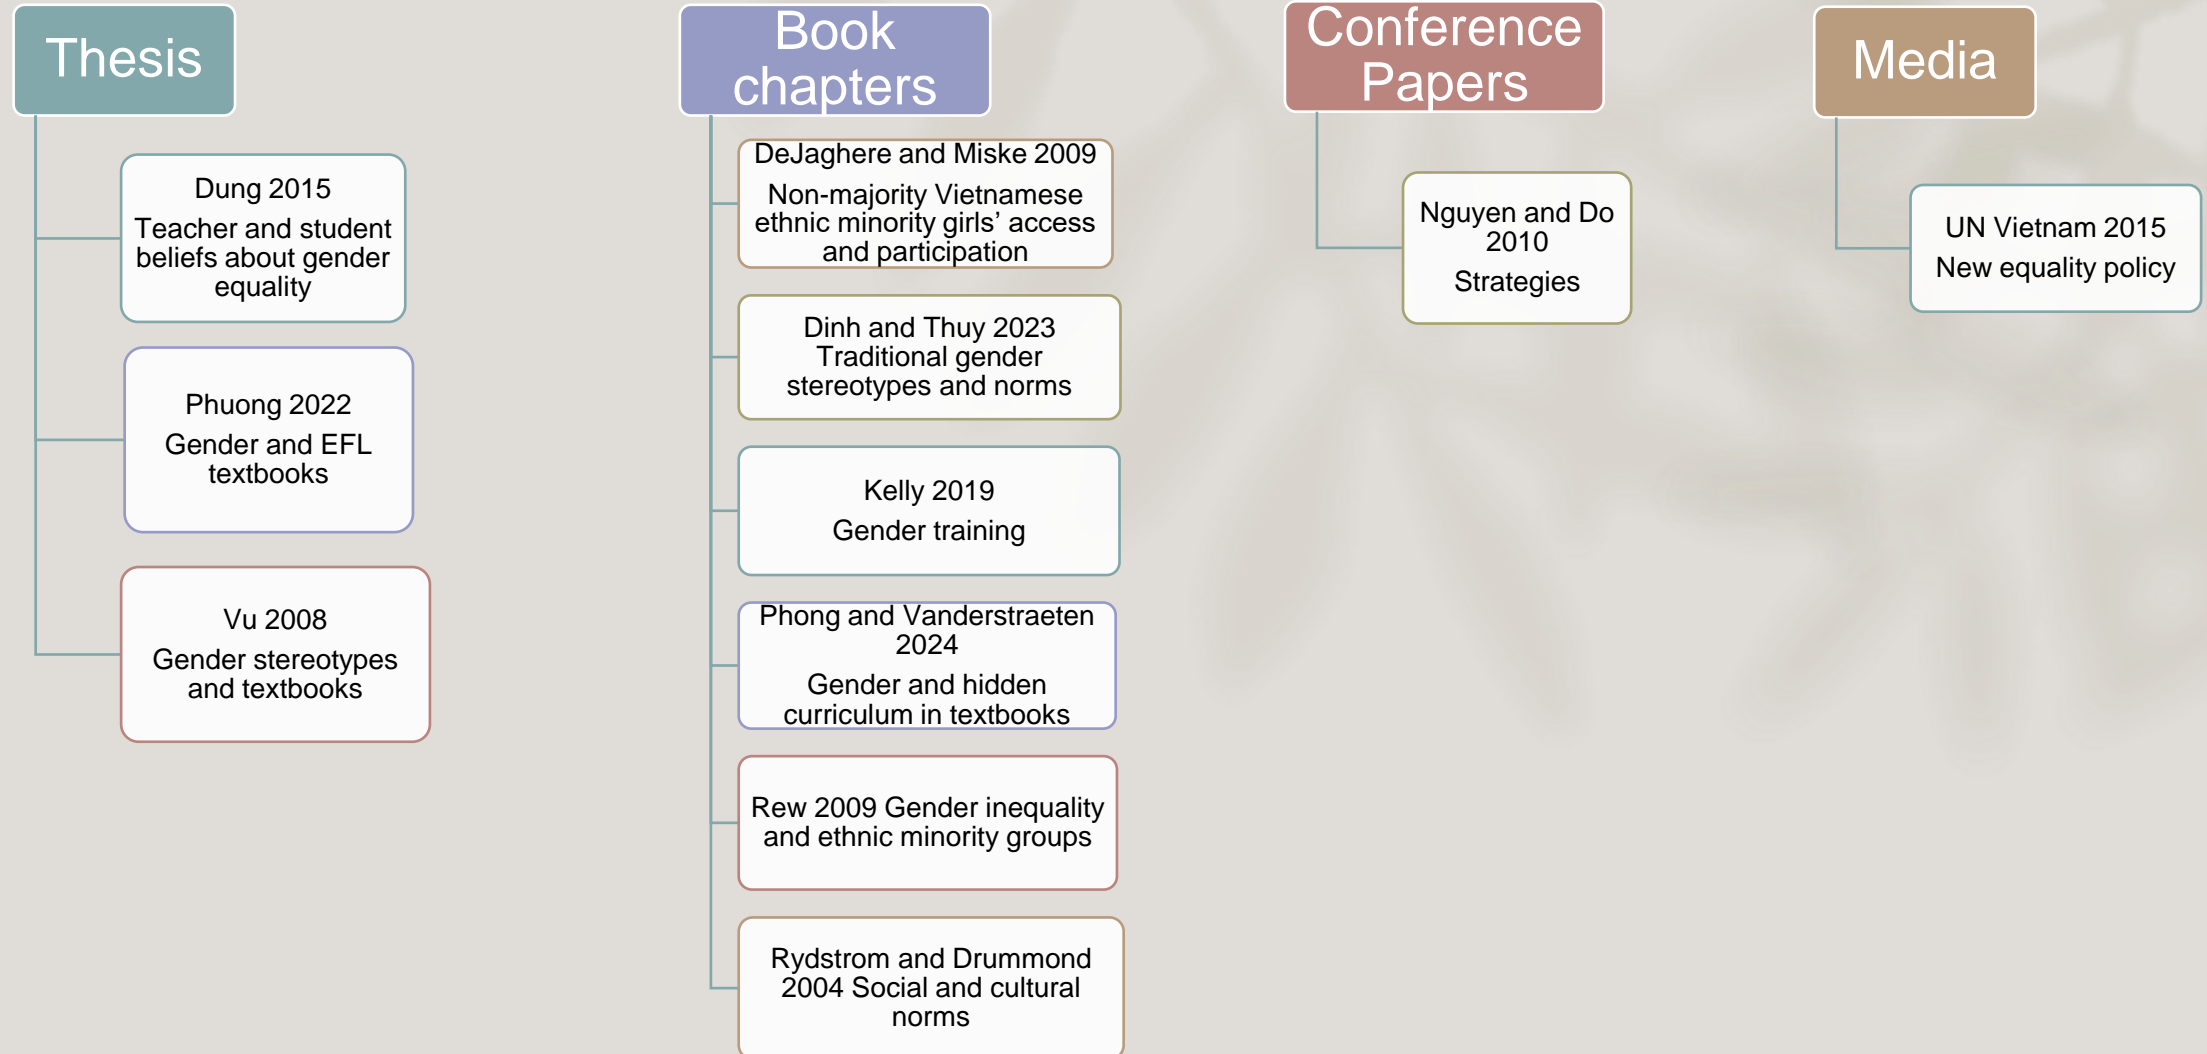 Thesis
Dung 2015
Teacher and student
beliefs about gender
equality
Phuong 2022
Gender and EFL
textbooks
Vu 2008
Gender stereotypes
and textbooks
Book
chapters
DeJaghere and Miske 2009
Non-majority Vietnamese
ethnic minority girls’ access
and participation
Dinh and Thuy 2023
Traditional gender
stereotypes and norms
Kelly 2019
Gender training
Phong and Vanderstraeten
2024
Gender and hidden
curriculum in textbooks
Rew 2009 Gender inequality
and ethnic minority groups
Rydstrom and Drummond
2004 Social and cultural
norms
Conference
Papers
Nguyen and Do
2010
Strategies
Media
UN Vietnam 2015
New equality policy